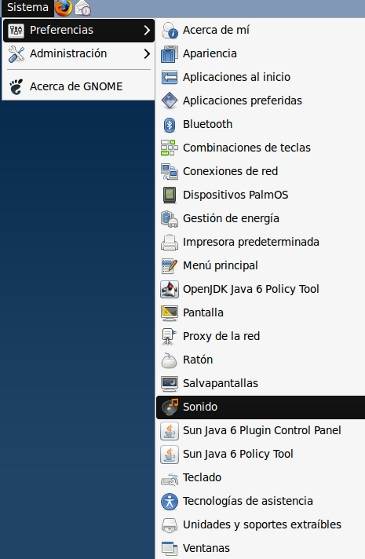 Sistema
Preferencias
Administración
Acerca de GNOME
Acerca de mí
Apariencia
Aplicaciones al inicio
Aplicaciones preferidas
Bluetooth
Combinaciones de teclas
Conexiones de red
Dispositivos PalmOS
Gestión de energía
Impresora predeterminada
Menú principal
OpenJDK Java 6 Policy Tool
Pantalla
Proxy de la red
Ratón
Salvapantallas
Sonido
Sun Java 6 Plugin Control Panel
Sun Java 6 Policy Tool
Teclado
Tecnologías de asistencia
Unidades y soportes extraíbles
Ventanas